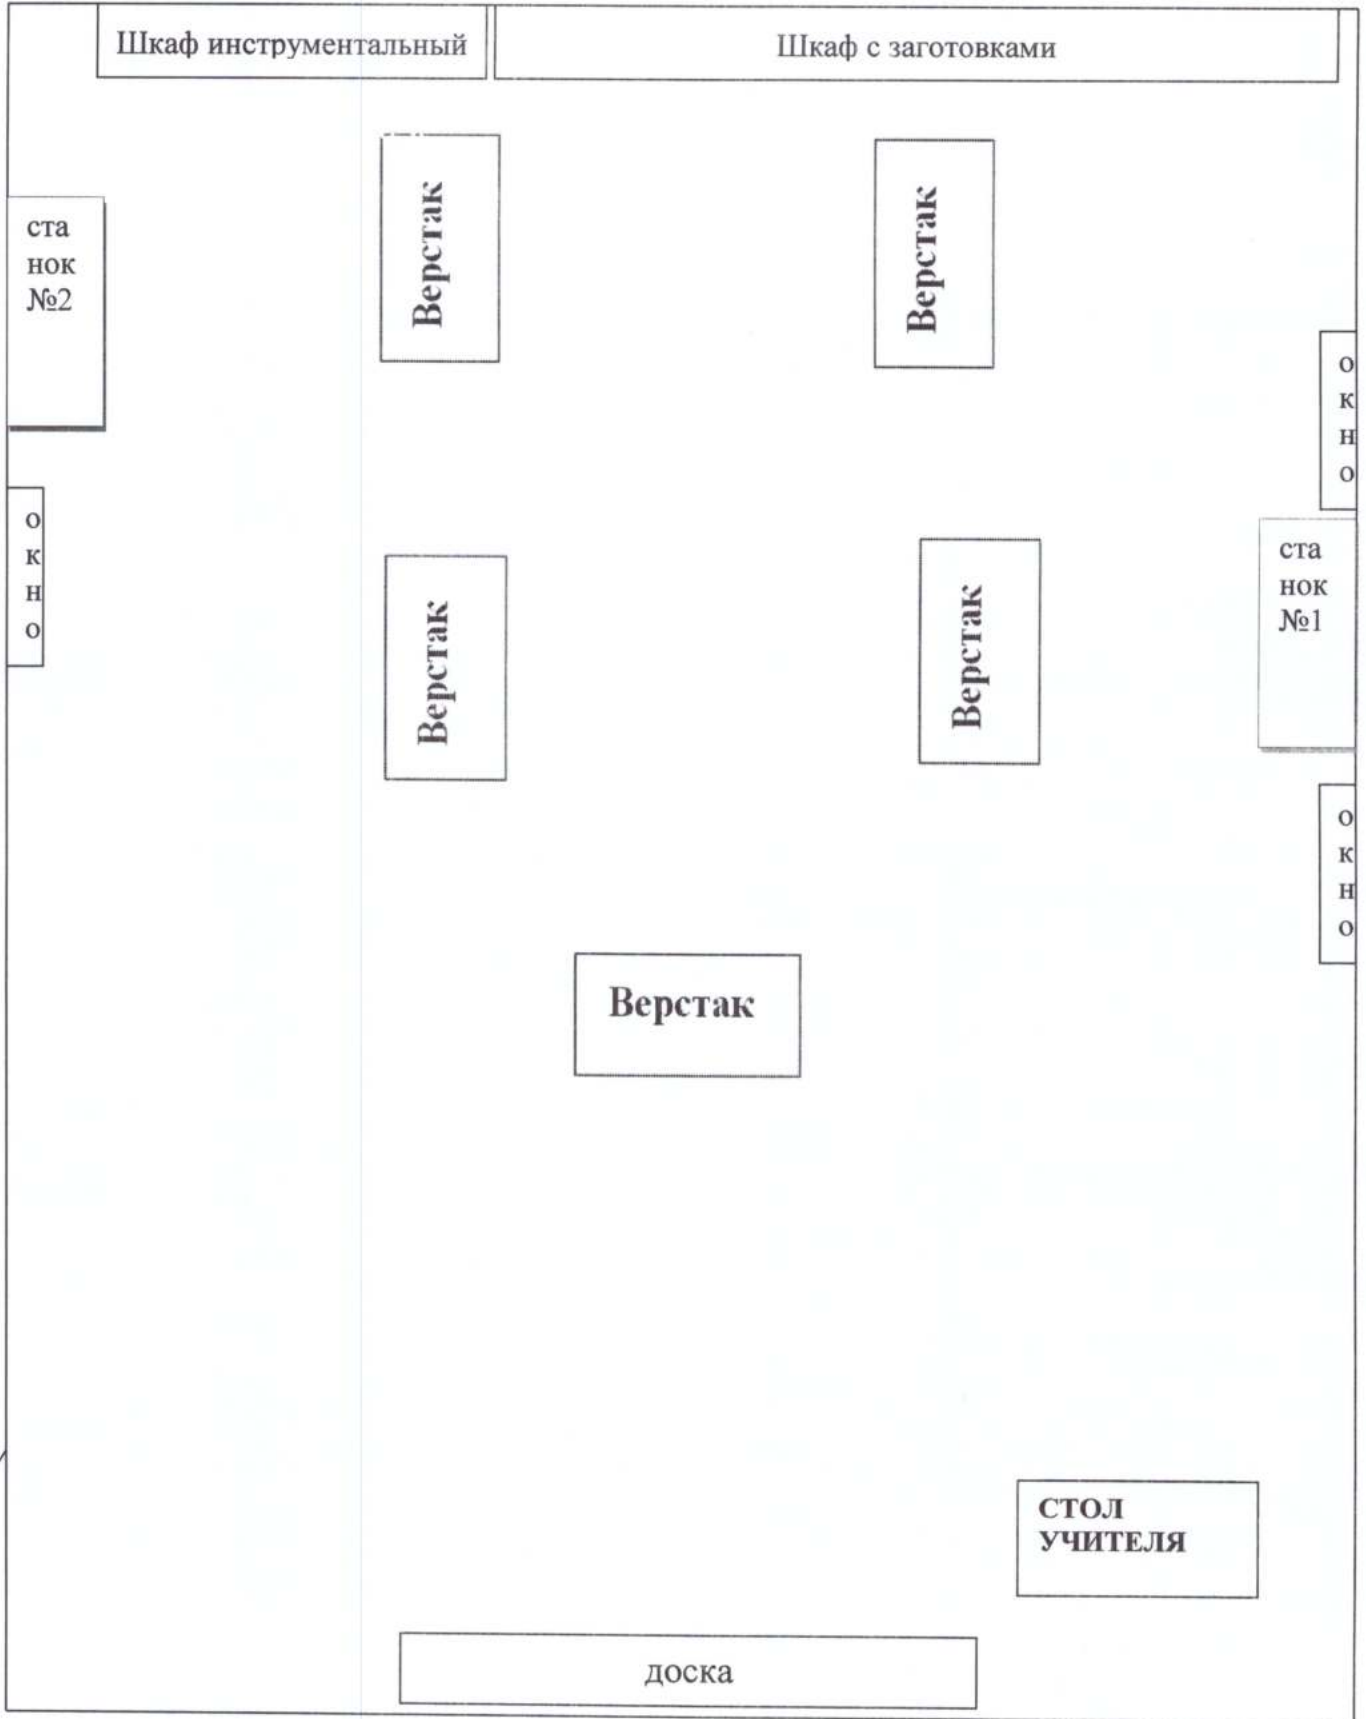 Шкаф инструментальный
Шкаф с заготовками
Верстак
Верстак
ста
нок
№2
о
к
н
о
о
к
н
о
Верстак
Верстак
ста
нок
№1
о
к
н
о
Верстак
СТОЛ
УЧИТЕЛЯ
доска